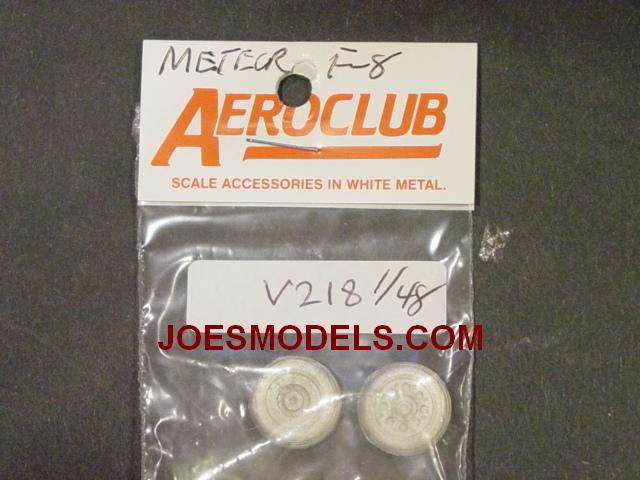 METEOR F-8
AEROCLUB
SCALE ACCESSORIES IN WHITE METAL.
V218 1/48
JOESMODELS.COM